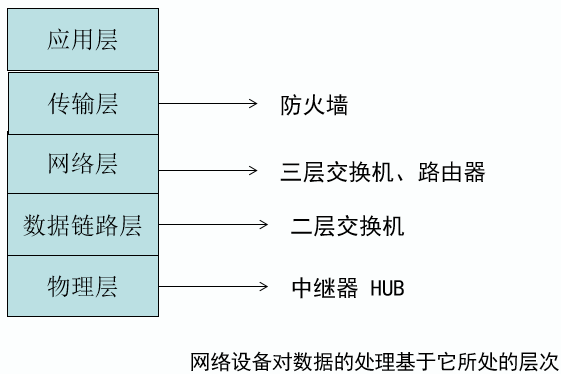 应用层
传输层
防火墙
网络层
三层交换机、路由器
数据链路层
二层交换机
物理层
中继器 HUB
网络设备对数据的处理基于它所处的层次